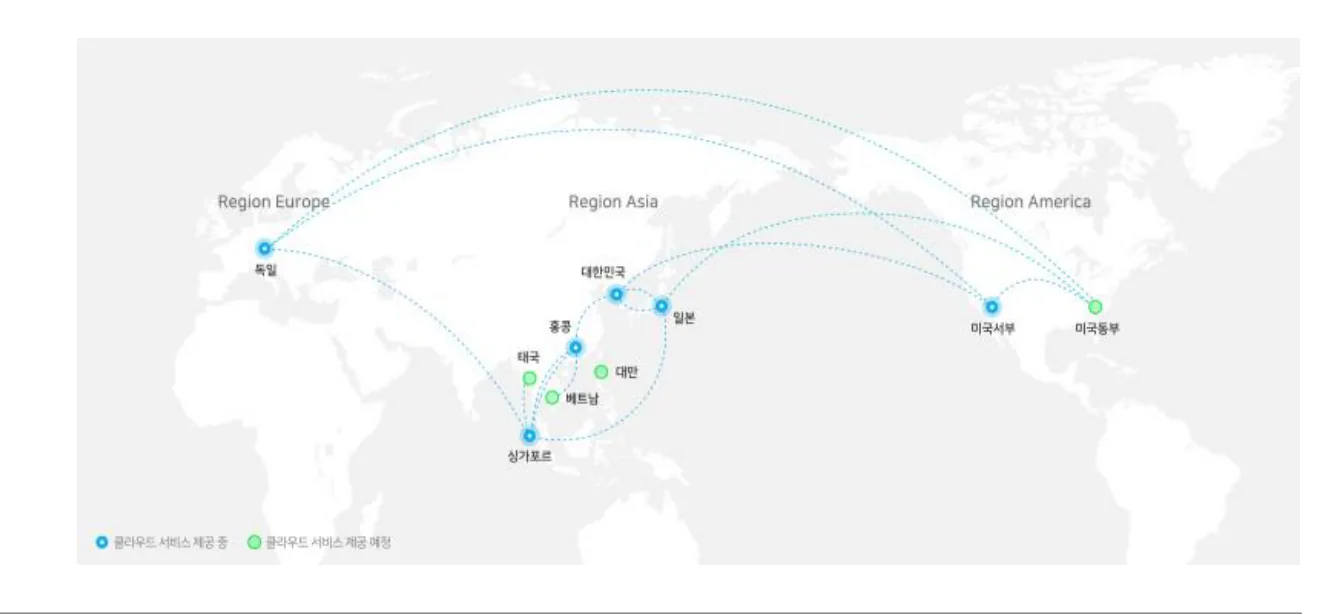 Region Europe
Region Asia
Region America
독일
대한민국
일본
홍콩
태국
대만
베트남
싱가포르
미국서부
미국동부
클라우드 서비스 제공 중
클라우드 서비스 제공 예정